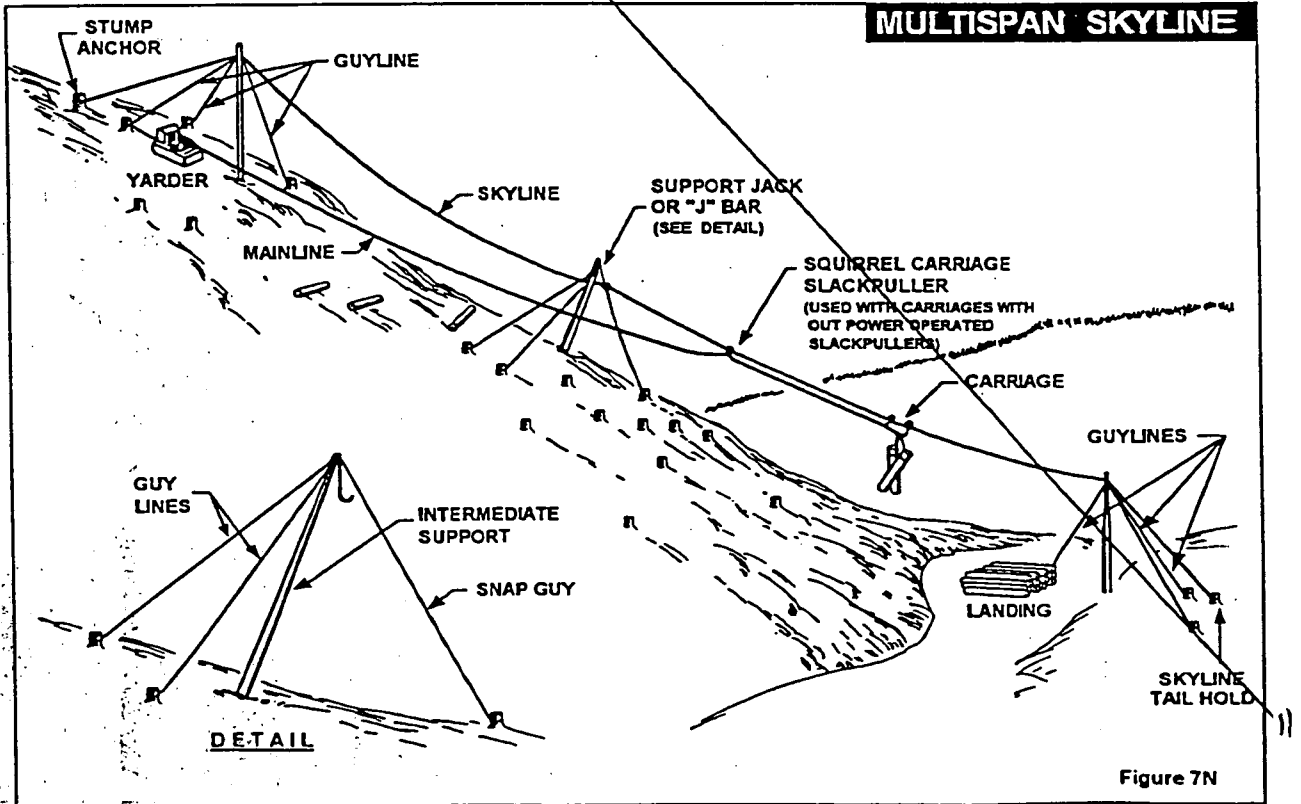 MULTISPAN SKYLINE
STUMP
ANCHOR
GUYLINE
YARDER
SKYLINE
SUPPORT JACK
OR "J" BAR
(SEE DETAIL)
MAINLINE
SQUIRREL CARRIAGE
SLACKPULLER
(USED WITH CARRIAGES WITH
OUT POWER OPERATED
SLACKPULLERS)
CARRIAGE
GUYLINES
GUY
LINES
INTERMEDIATE
SUPPORT
SNAP GUY
LANDING
SKYLINE
TAIL HOLD
DETAIL
Figure 7N